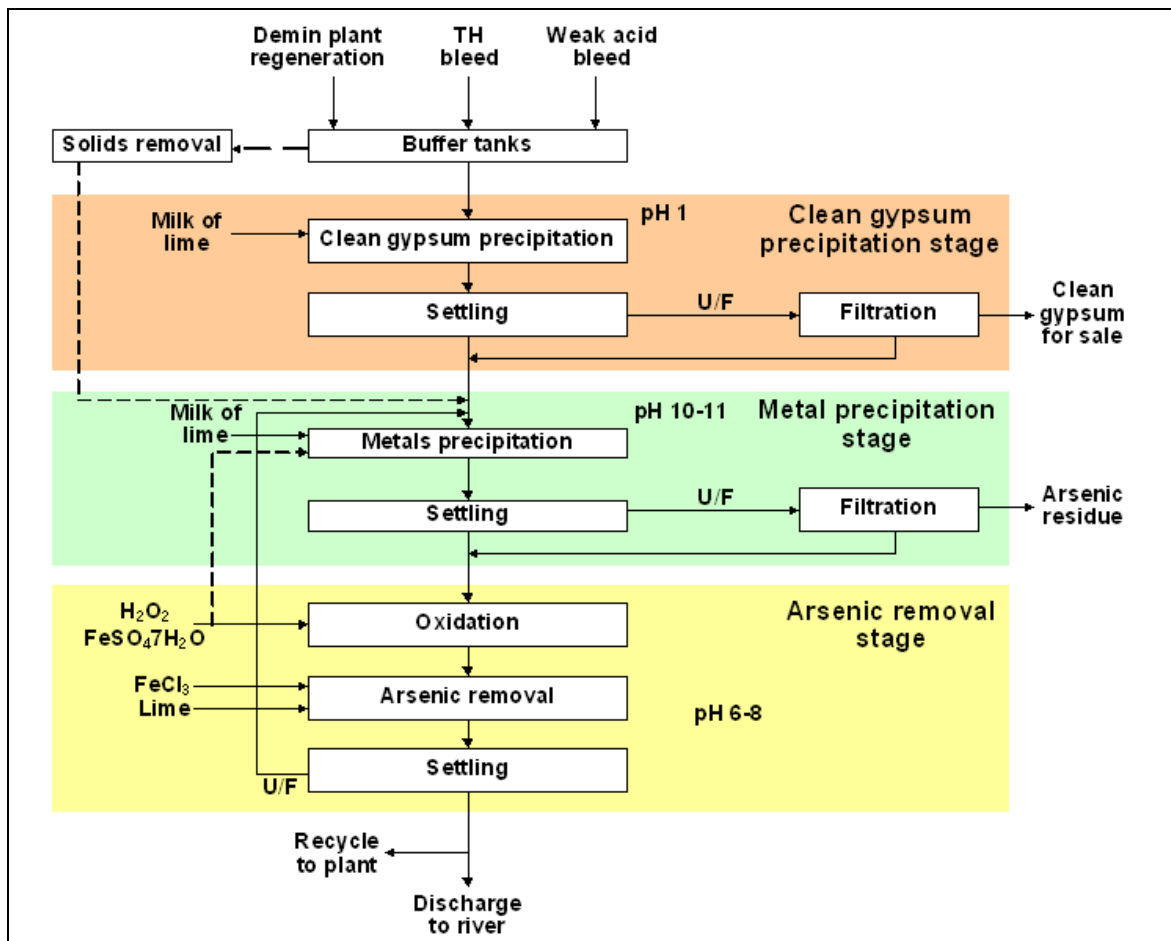 Demin plant
regeneration
TH
bleed
Weak acid
bleed
Solids removal
Buffer tanks
pH 1
Clean gypsum
precipitation stage
Milk of
lime
Clean gypsum precipitation
Settling
U/F
Filtration
Clean
gypsum
for sale
pH 10-11
Metal precipitation
stage
Milk of
lime
Metals precipitation
Settling
U/F
Filtration
Arsenic
residue
Arsenic removal
stage
H₂O₂
FeSO₄7H₂O
Oxidation
FeCl₃
Lime
Arsenic removal
pH 6-8
Settling
U/F
Recycle
to plant
Discharge
to river